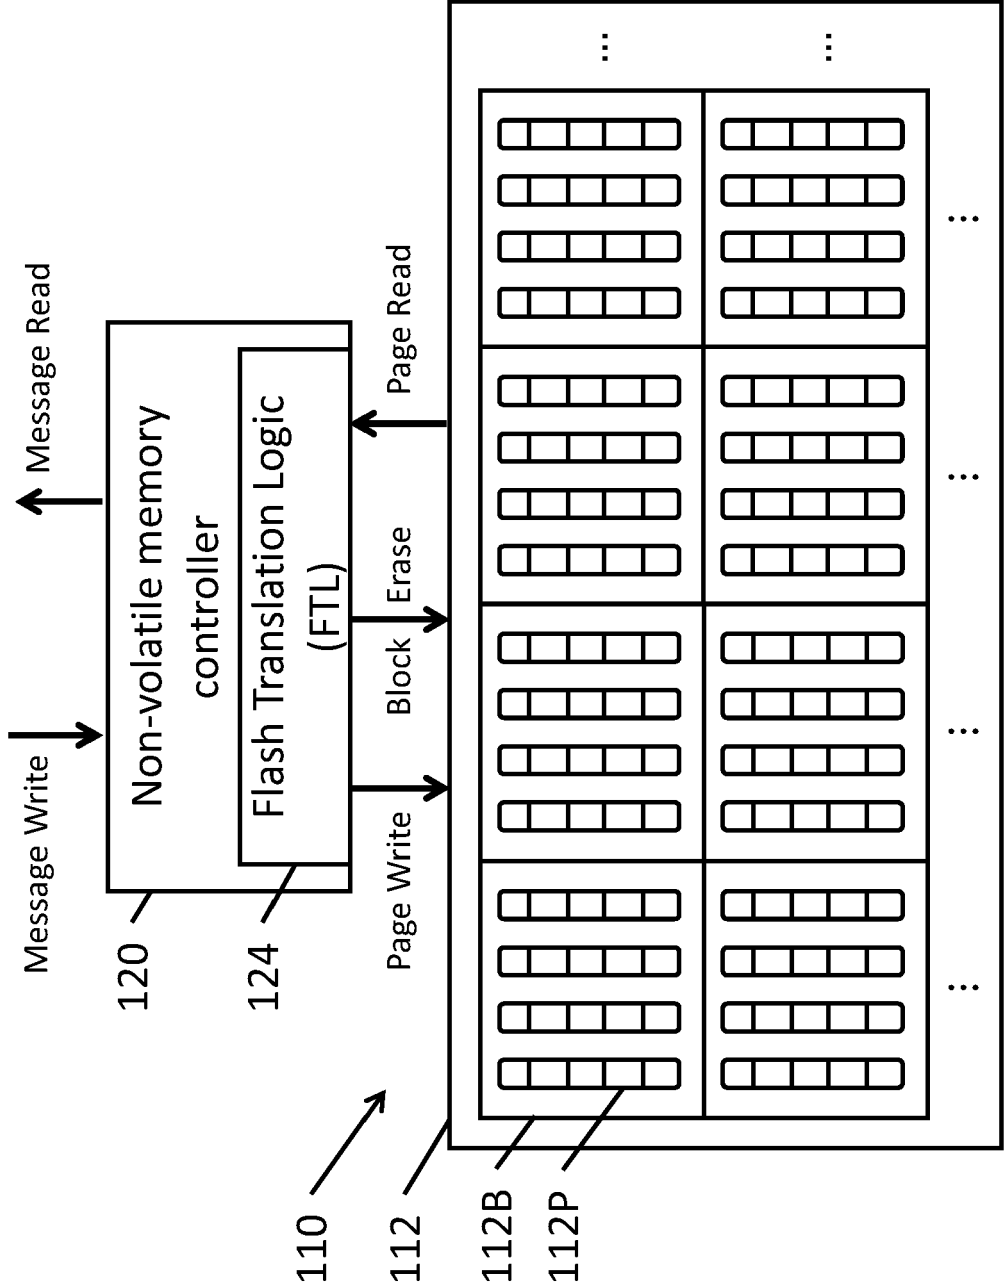 Message Write
Message Read
120
Non-volatile memory
controller
124
Flash Translation Logic
(FTL)
Page Write
Block Erase
Page Read
110
112
112B
112P
...
...
...
...
...
...